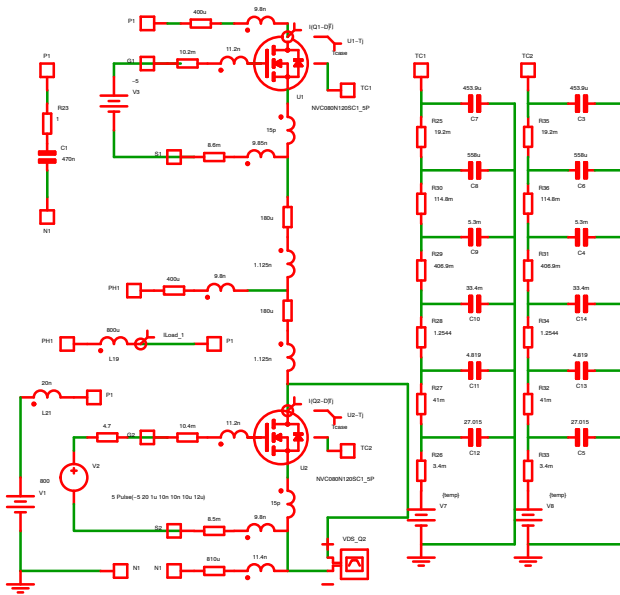 P1
400u
9.8n
I(Q1-D)
U1-Tj
Tcase
G1
10.2m
11.2n
TC1
U1
NVC080N120SC1_5P
-5
V3
15p
S1
8.6m
9.85n
P1
R23
1
C1
470n
N1
180u
1.125n
PH1
400u
9.8n
180u
1.125n
PH1
800u
L19
ILoad_1
P1
20n
L21
P1
800
V1
I(Q2-D)
U2-Tj
Tcase
4.7
G2
10.4m
11.2n
TC2
U2
NVC080N120SC1_5P
V2
5 Pulse(-5 20 1u 10n 10n 10u 12u)
15p
S2
8.5m
9.8n
N1
N1
610u
11.4n
VDS_Q2
TC1
453.9u
C7
R25
19.2m
558u
C8
R30
114.8m
5.3m
C9
R29
406.9m
33.4m
C10
R28
1.2544
4.819
C11
R27
41m
27.015
C12
R26
3.4m
{temp}
V7
TC2
453.9u
C3
R35
19.2m
558u
C6
R36
114.8m
5.3m
C4
R31
406.9m
33.4m
C14
R34
1.2544
4.819
C13
R32
41m
27.015
C5
R33
3.4m
{temp}
V8